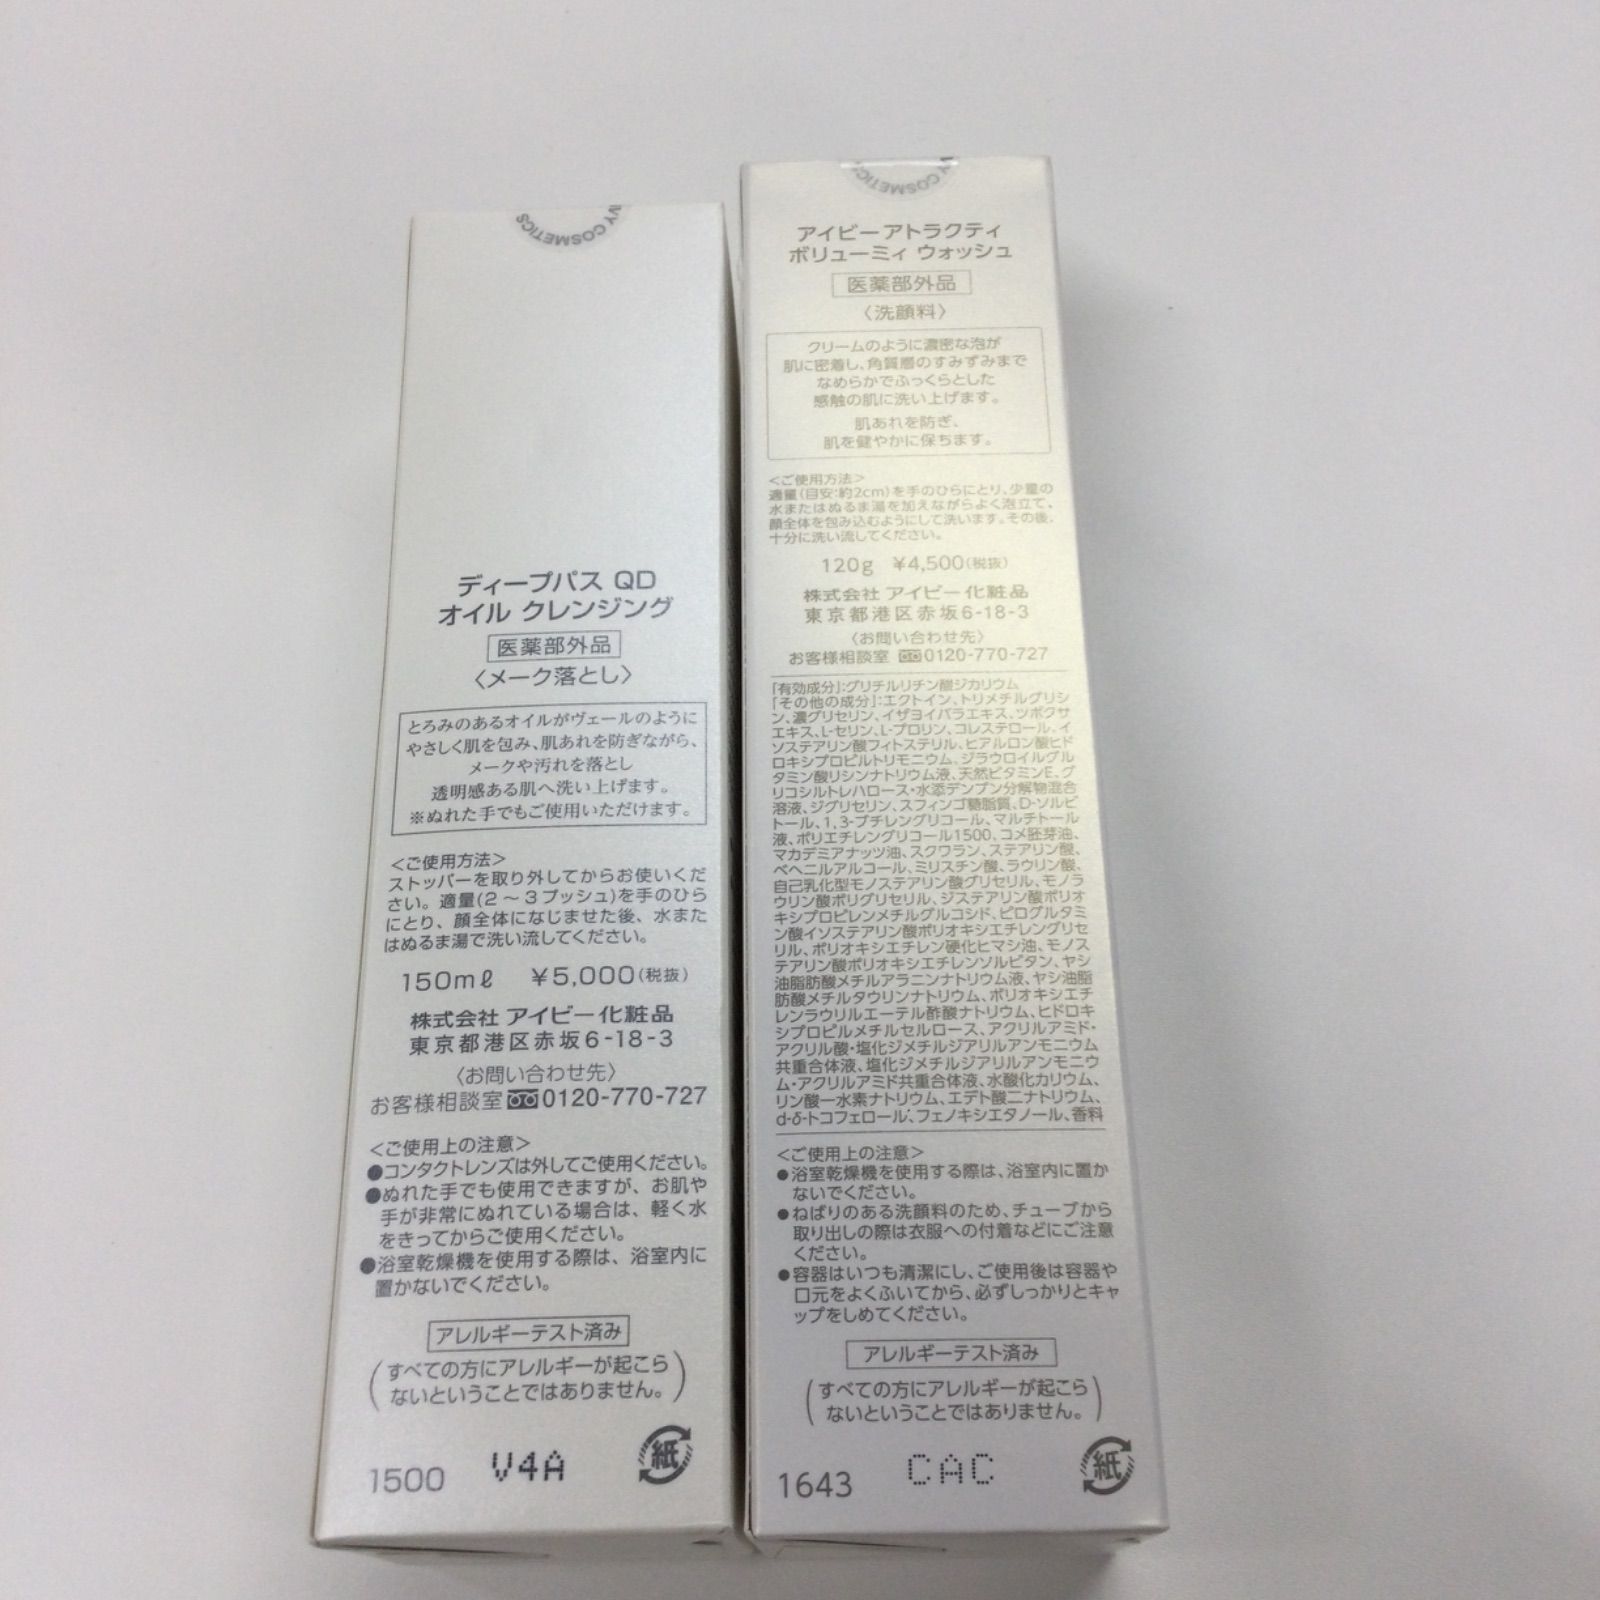 IVY COSMETICS
ディープパス QD
オイル クレンジング
医薬部外品
〈メーク落とし〉
とろみのあるオイルがヴェールのように
やさしく肌を包み、肌あれを防ぎながら、
メークや汚れを落とし
透明感ある肌へ洗い上げます。
※ぬれた手でもご使用いただけます。
<ご使用方法>
ストッパーを取り外してからお使いくだ
さい。適量(2～3プッシュ)を手のひら
にとり、顔全体になじませた後、水また
はぬるま湯で洗い流してください。
150mℓ ¥5,000(税抜)
株式会社 アイビー化粧品
東京都港区赤坂6-18-3
〈お問い合わせ先〉
お客様相談室 0120-770-727
<ご使用上の注意>
●コンタクトレンズは外してご使用ください。
●ぬれた手でも使用できますが、お肌や
手が非常にぬれている場合は、軽く水
をきってからご使用ください。
●浴室乾燥機を使用する際は、浴室内に
置かないでください。
アレルギーテスト済み
(すべての方にアレルギーが起こら
ないということではありません。)
1500 V4A 紙
VY COSMETICS
アイビー アトラクティ
ボリューミィ ウォッシュ
医薬部外品
〈洗顔料〉
クリームのように濃密な泡が
肌に密着し、角質層のすみずみまで
なめらかでふっくらとした
感触の肌に洗い上げます。
肌あれを防ぎ、
肌を健やかに保ちます。
<ご使用方法>
適量(目安:約2cm)を手のひらにとり、少量の
水またはぬるま湯を加えながらよく泡立て、
顔全体を包み込むようにして洗います。その後、
十分に洗い流してください。
120g ¥4,500(税抜)
株式会社 アイビー化粧品
東京都港区赤坂6-18-3
〈お問い合わせ先〉
お客様相談室 0120-770-727
「有効成分」:グリチルリチン酸ジカリウム
「その他の成分」:エクトイン、トリメチルグリシ
ン、濃グリセリン、イザヨイバラエキス、ツボクサ
エキス、L-セリン、L-プロリン、コレステロール、イ
ソステアリン酸フィトステリル、ヒアルロン酸ヒド
ロキシプロピルトリモニウム、ジラウロイルグル
タミン酸リシンナトリウム液、天然ビタミンE、グ
リコシルトレハロース・水添デンプン分解物混合
溶液、ジグリセリン、スフィンゴ糖脂質、D-ソルビ
トール、1,3-ブチレングリコール、マルチトール
液、ポリエチレングリコール1500、コメ胚芽油、
マカデミアナッツ油、スクワラン、ステアリン酸、
ベヘニルアルコール、ミリスチン酸、ラウリン酸、
自己乳化型モノステアリン酸グリセリル、モノラ
ウリン酸ポリグリセリル、ジステアリン酸ポリオ
キシプロピレンメチルグルコシド、ピログルタミ
ン酸イソステアリン酸ポリオキシエチレングリセ
リル、ポリオキシエチレン硬化ヒマシ油、モノス
テアリン酸ポリオキシエチレンソルビタン、ヤシ
油脂肪酸メチルアラニンナトリウム液、ヤシ油脂
肪酸メチルタウリンナトリウム、ポリオキシエチ
レンラウリルエーテル酢酸ナトリウム、ヒドロキ
シプロピルメチルセルロース、アクリルアミド・
アクリル酸・塩化ジメチルジアリルアンモニウム
共重合体液、塩化ジメチルジアリルアンモニウ
ム・アクリルアミド共重合体液、水酸化カリウム、
リン酸一水素ナトリウム、エデト酸二ナトリウム、
d-δ-トコフェロール、フェノキシエタノール、香料
<ご使用上の注意>
●浴室乾燥機を使用する際は、浴室内に置か
ないでください。
●ねばりのある洗顔料のため、チューブから
取り出しの際は衣服への付着などにご注意
ください。
●容器はいつも清潔にし、ご使用後は容器や
口元をよくふいてから、必ずしっかりとキャ
ップをしめてください。
アレルギーテスト済み
(すべての方にアレルギーが起こら
ないということではありません。)
1643 CAC 紙